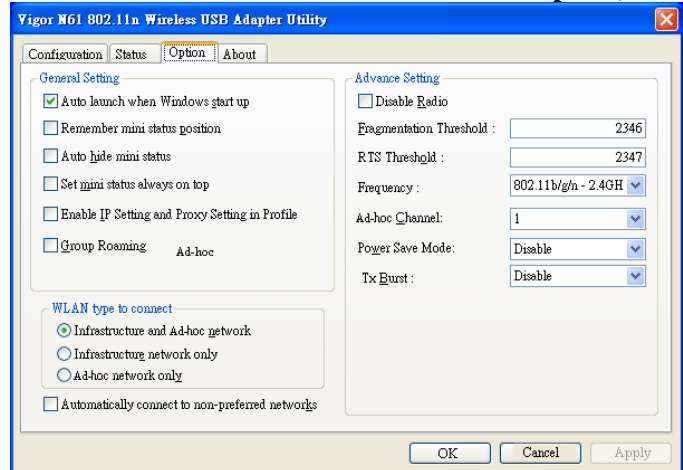 Vigor N61 802.11n Wireless USB Adapter Utility
Configuration Status Option About
General Setting
Auto launch when Windows start up
Remember mini status position
Auto hide mini status
Set mini status always on top
Enable IP Setting and Proxy Setting in Profile
Group Roaming Ad-hoc
WLAN type to connect
Infrastructure and Ad-hoc network
Infrastructure network only
Ad-hoc network only
Automatically connect to non-preferred networks
Advance Setting
Disable Radio
Fragmentation Threshold : 2346
RTS Threshold : 2347
Frequency : 802.11b/g/n - 2.4GH
Ad-hoc Channel: 1
Power Save Mode: Disable
Tx Burst : Disable
OK Cancel Apply